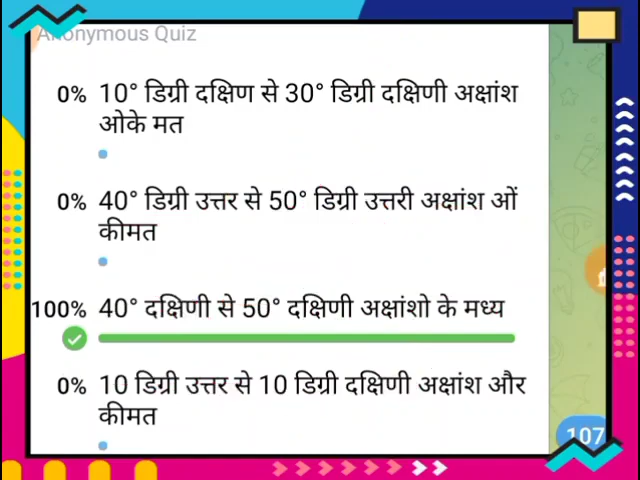 Anonymous Quiz
0% 10° डिग्री दक्षिण से 30° डिग्री दक्षिणी अक्षांश
ओके मत
0% 40° डिग्री उत्तर से 50° डिग्री उत्तरी अक्षांश ओं
कीमत
100% 40° दक्षिणी से 50° दक्षिणी अक्षांशो के मध्य
0% 10 डिग्री उत्तर से 10 डिग्री दक्षिणी अक्षांश और
कीमत
107